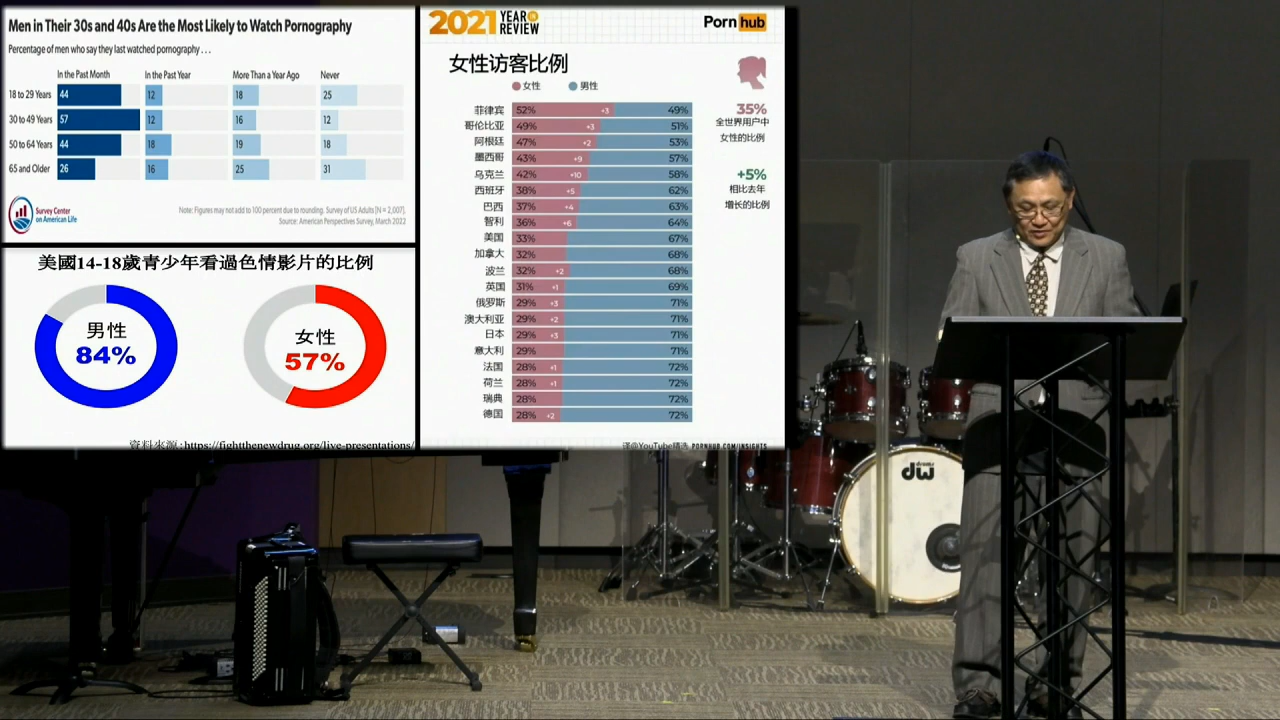 Men in Their 30s and 40s Are the Most Likely to Watch Pornography
Percentage of men who say they last watched pornography . . .
In the Past Month In the Past Year More Than a Year Ago Never
18 to 29 Years 44 12 18 25
30 to 49 Years 57 12 16 12
50 to 64 Years 44 18 19 18
65 and Older 26 16 25 31
Survey Center
on American Life
Note: Figures may not add to 100 percent due to rounding. Survey of US Adults [N = 2,007].
Source: American Perspectives Survey, March 2022
美國14-18歲青少年看過色情影片的比例
男性
84%
女性
57%
資料來源:https://fightthenewdrug.org/live-presentations/
2021 YEAR IN REVIEW
Pornhub
女性访客比例
女性 男性
菲律宾 52% +3 49%
哥伦比亚 49% +3 51%
阿根廷 47% +2 53%
墨西哥 43% +9 57%
乌克兰 42% +10 58%
西班牙 38% +5 62%
巴西 37% +4 63%
智利 36% +6 64%
美国 33% 67%
加拿大 32% 68%
波兰 32% +2 68%
英国 31% +1 69%
俄罗斯 29% +3 71%
澳大利亚 29% +2 71%
日本 29% +3 71%
意大利 29% 71%
法国 28% +1 72%
荷兰 28% +1 72%
瑞典 28% 72%
德国 28% +2 72%
35%
全世界用户中
女性的比例
+5%
相比去年
增长的比例
译@YouTube精选 PORNHUB.COM/INSIGHTS
drums
dw